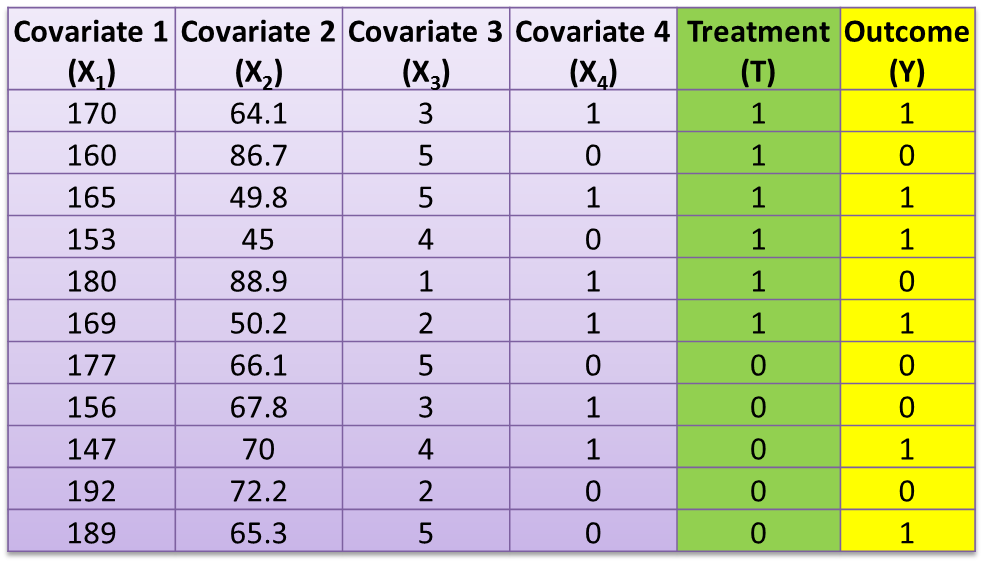 Covariate 1 Covariate 2 Covariate 3 Covariate 4 Treatment Outcome
(X1) (X2) (X3) (X4) (T) (Y)
170 64.1 3 1 1 1
160 86.7 5 0 1 0
165 49.8 5 1 1 1
153 45 4 0 1 1
180 88.9 1 1 1 0
169 50.2 2 1 1 1
177 66.1 5 0 0 0
156 67.8 3 1 0 0
147 70 4 1 0 1
192 72.2 2 0 0 0
189 65.3 5 0 0 1